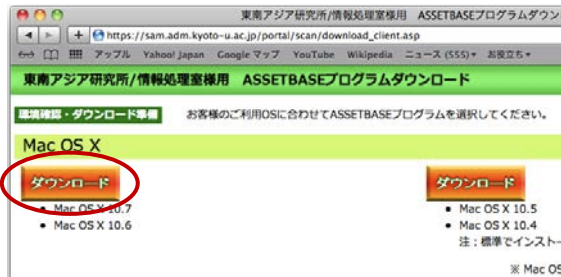 東南アジア研究所/情報処理室様用 ASSETBASEプログラムダウン
https://sam.adm.kyoto-u.ac.jp/portal/scan/download_client.asp
アップル Yahoo! Japan Google マップ YouTube Wikipedia ニュース (555) お役立ち
東南アジア研究所/情報処理室様用 ASSETBASEプログラムダウンロード
環境確認・ダウンロード準備 お客様のご利用OSに合わせてASSETBASEプログラムを選択してください。
Mac OS X
ダウンロード ダウンロード
• Mac OS X 10.7 • Mac OS X 10.5
• Mac OS X 10.6 • Mac OS X 10.4
注:標準でインスト
※ Mac OS